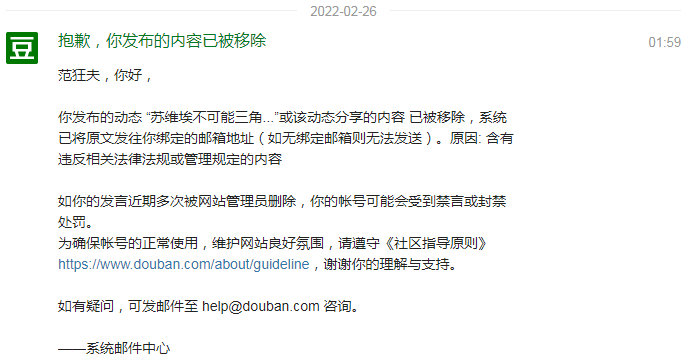 2022-02-26
豆
抱歉，你发布的内容已被移除
01:59
范狂夫，你好，
你发布的动态 “苏维埃不可能三角...”或该动态分享的内容 已被移除，系统
已将原文发往你绑定的邮箱地址（如无绑定邮箱则无法发送）。原因: 含有
违反相关法律法规或管理规定的内容
如你的发言近期多次被网站管理员删除，你的帐号可能会受到禁言或封禁
处罚。
为确保帐号的正常使用，维护网站良好氛围，请遵守《社区指导原则》
https://www.douban.com/about/guideline，谢谢你的理解与支持。
如有疑问，可发邮件至 help@douban.com 咨询。
——系统邮件中心